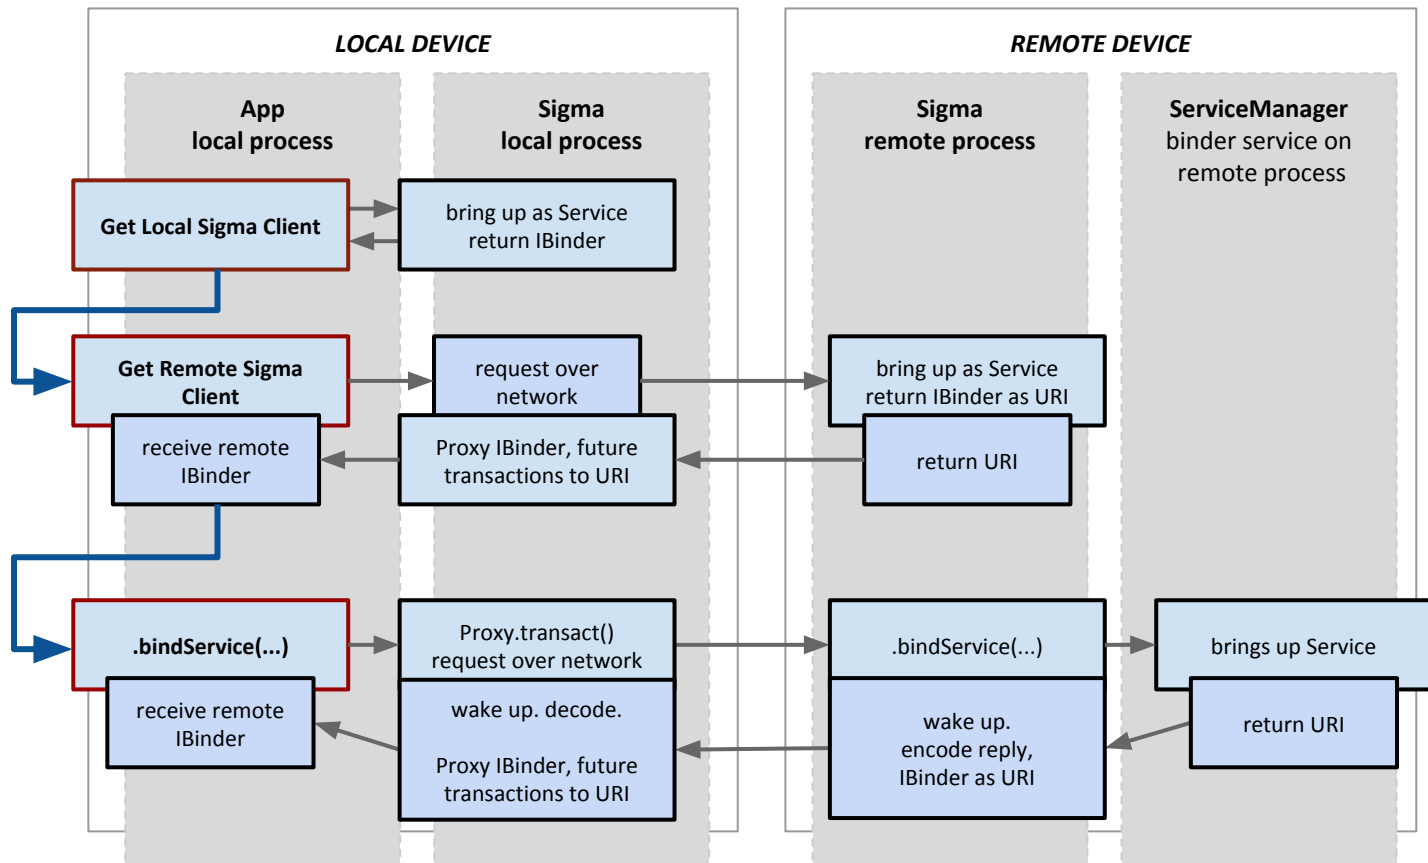 LOCAL DEVICE
REMOTE DEVICE
App
local process
Sigma
local process
Sigma
remote process
ServiceManager
binder service on
remote process
Get Local Sigma Client
bring up as Service
return IBinder
Get Remote Sigma
Client
request over
network
bring up as Service
return IBinder as URI
receive remote
IBinder
Proxy IBinder, future
transactions to URI
return URI
.bindService(...)
Proxy.transact()
request over network
.bindService(...)
brings up Service
receive remote
IBinder
wake up. decode.
Proxy IBinder, future
transactions to URI
wake up.
encode reply,
IBinder as URI
return URI